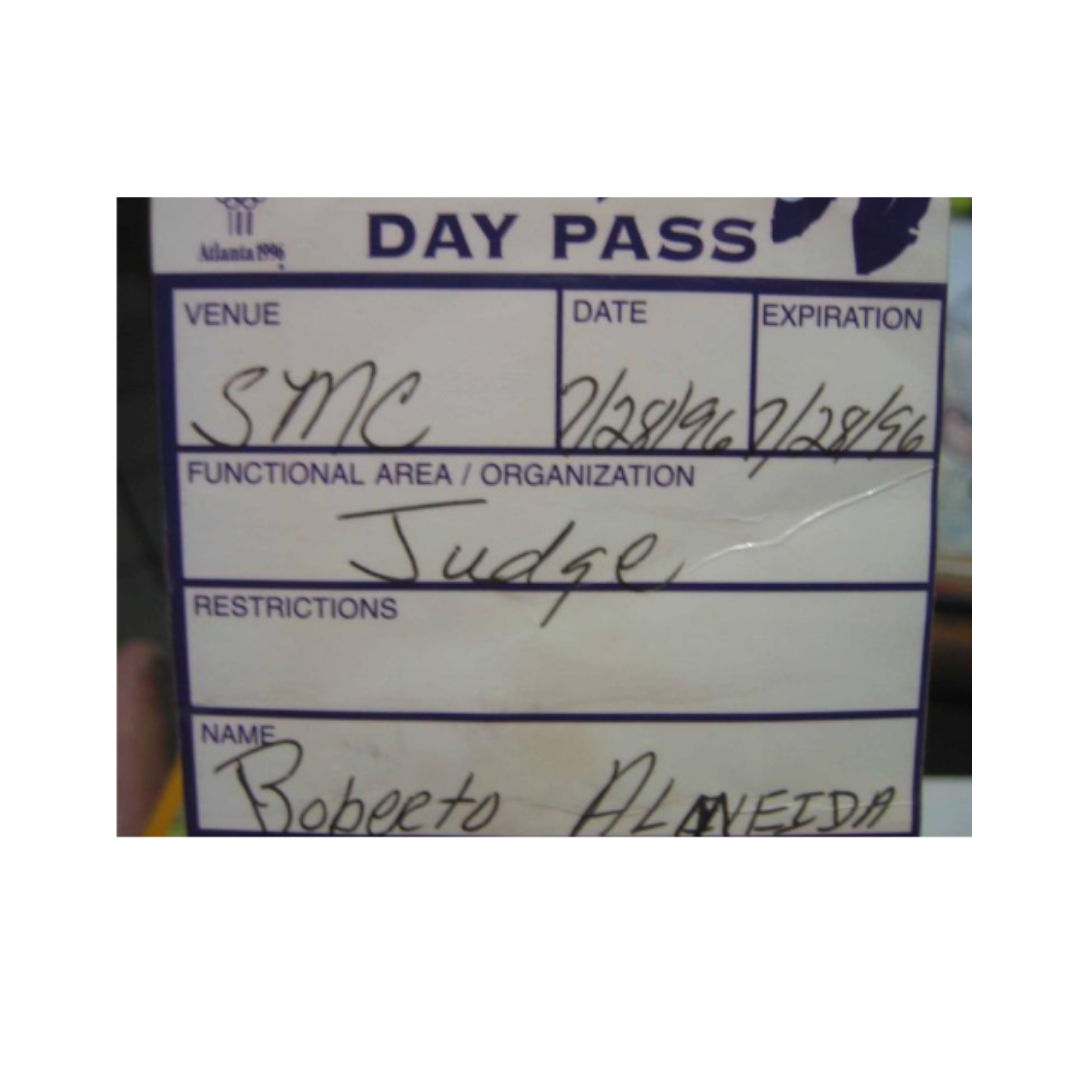 Atlanta 1996
DAY PASS
VENUE DATE EXPIRATION
SMC 7/28/96 7/28/96
FUNCTIONAL AREA / ORGANIZATION
Judge
RESTRICTIONS
NAME
Roberto ALMEIDA